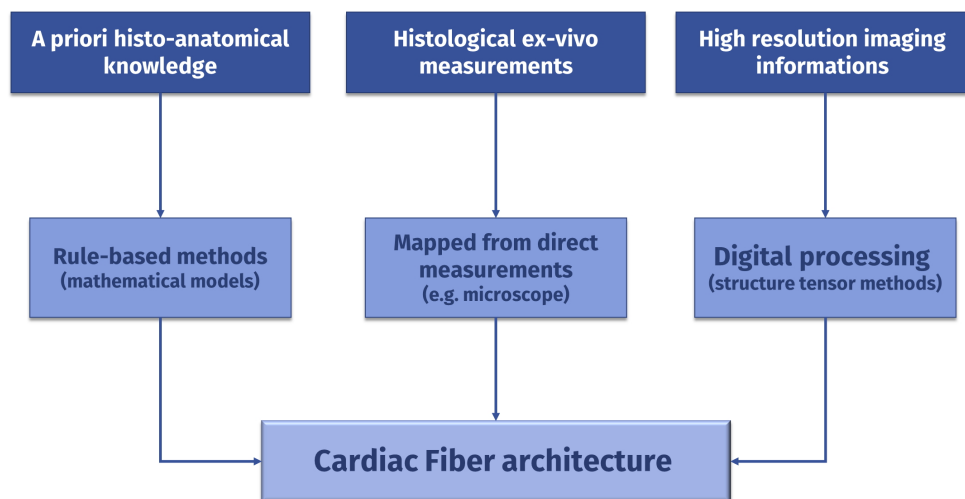 A priori histo-anatomical
knowledge
Histological ex-vivo
measurements
High resolution imaging
informations
Rule-based methods
(mathematical models)
Mapped from direct
measurements
(e.g. microscope)
Digital processing
(structure tensor methods)
Cardiac Fiber architecture